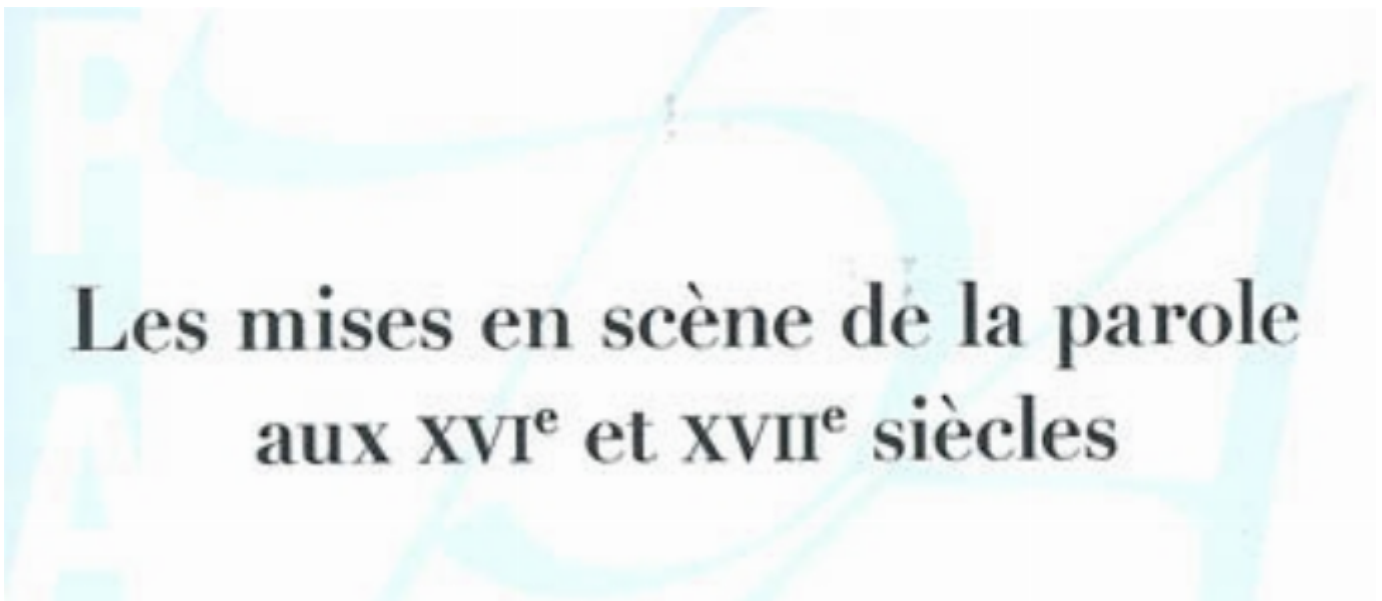 Les mises en scène de la parole
aux XVIᵉ et XVIIᵉ siècles